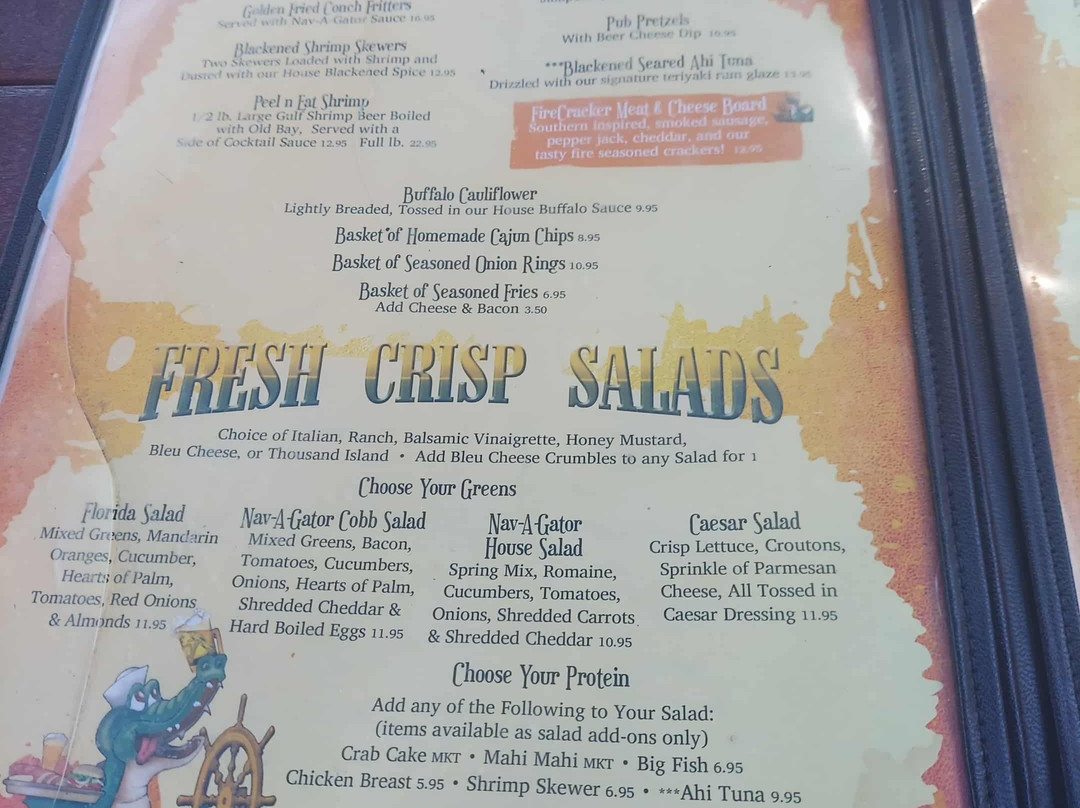 Golden Fried Conch Fritters
Served with Nav-A-Gator Sauce 16.95
Blackened Shrimp Skewers
Two Skewers Loaded with Shrimp and
Dusted with our House Blackened Spice 12.95
Peel n Eat Shrimp
1/2 lb. Large Gulf Shrimp Beer Boiled
with Old Bay, Served with a
Side of Cocktail Sauce 12.95 Full lb. 22.95
Pub Pretzels
With Beer Cheese Dip
***Blackened Seared Ahi Tuna
Drizzled with our signature teriyaki rum glaze
FireCracker Meat & Cheese Board
Southern inspired, smoked sausage,
pepper jack, cheddar, and our
tasty fire seasoned crackers!
Buffalo Cauliflower
Lightly Breaded, Tossed in our House Buffalo Sauce 9.95
Basket of Homemade Cajun Chips 8.95
Basket of Seasoned Onion Rings 10.95
Basket of Seasoned Fries 6.95
Add Cheese & Bacon 3.50
FRESH CRISP SALADS
Choice of Italian, Ranch, Balsamic Vinaigrette, Honey Mustard,
Bleu Cheese, or Thousand Island • Add Bleu Cheese Crumbles to any Salad for 1
Choose Your Greens
Florida Salad
Mixed Greens, Mandarin
Oranges, Cucumber,
Hearts of Palm,
Tomatoes, Red Onions
& Almonds 11.95
Nav-A-Gator Cobb Salad
Mixed Greens, Bacon,
Tomatoes, Cucumbers,
Onions, Hearts of Palm,
Shredded Cheddar &
Hard Boiled Eggs 11.95
Nav-A-Gator
House Salad
Spring Mix, Romaine,
Cucumbers, Tomatoes,
Onions, Shredded Carrots
& Shredded Cheddar 10.95
Caesar Salad
Crisp Lettuce, Croutons,
Sprinkle of Parmesan
Cheese, All Tossed in
Caesar Dressing 11.95
Choose Your Protein
Add any of the Following to Your Salad:
(items available as salad add-ons only)
Crab Cake MKT • Mahi Mahi MKT • Big Fish 6.95
Chicken Breast 5.95 • Shrimp Skewer 6.95 • ***Ahi Tuna 9.95